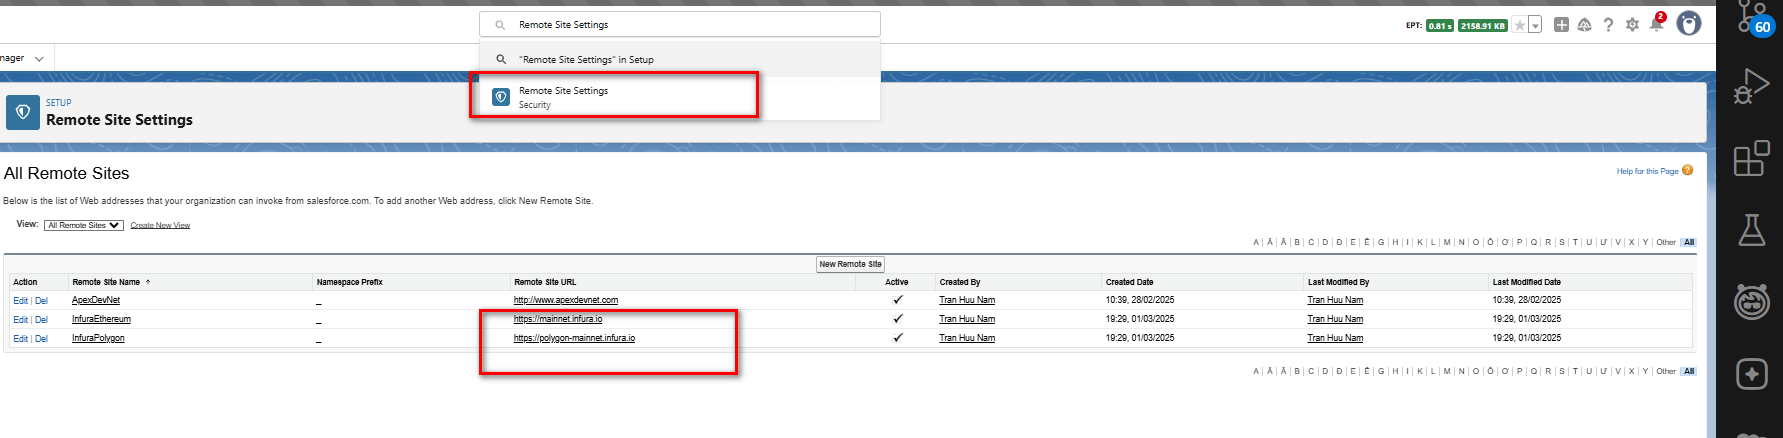 Remote Site Settings
EPT: 0.81 s 2158.91 KB
2
60
"Remote Site Settings" in Setup
nager
Remote Site Settings
Security
SETUP
Remote Site Settings
All Remote Sites
Help for this Page ?
Below is the list of Web addresses that your organization can invoke from salesforce.com. To add another Web address, click New Remote Site.
View: All Remote Sites Create New View
A | Ă | Â | B | C | D | Đ | E | Ê | G | H | I | K | L | M | N | O | Ô | Ơ | P | Q | R | S | T | U | Ư | V | X | Y | Other | All
New Remote Site
Action Remote Site Name ↑ Namespace Prefix Remote Site URL Active Created By Created Date Last Modified By Last Modified Date
Edit | Del ApexDevNet http://www.apexdevnet.com ✓ Tran Huu Nam 10:39, 28/02/2025 Tran Huu Nam 10:39, 28/02/2025
Edit | Del InfuraEthereum https://mainnet.infura.io ✓ Tran Huu Nam 19:29, 01/03/2025 Tran Huu Nam 19:29, 01/03/2025
Edit | Del InfuraPolygon https://polygon-mainnet.infura.io ✓ Tran Huu Nam 19:29, 01/03/2025 Tran Huu Nam 19:29, 01/03/2025
A | Ă | Â | B | C | D | Đ | E | Ê | G | H | I | K | L | M | N | O | Ô | Ơ | P | Q | R | S | T | U | Ư | V | X | Y | Other | All